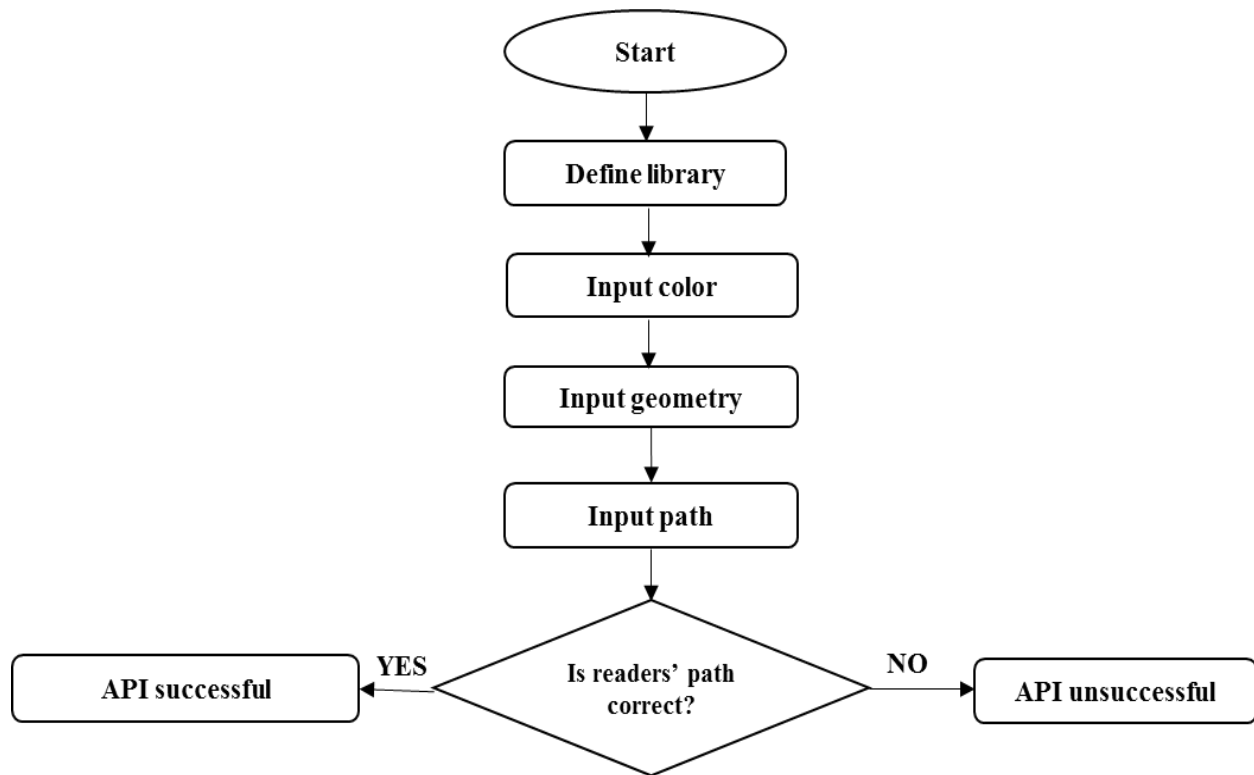 Start
Define library
Input color
Input geometry
Input path
Is readers’ path
correct?
YES
NO
API successful
API unsuccessful